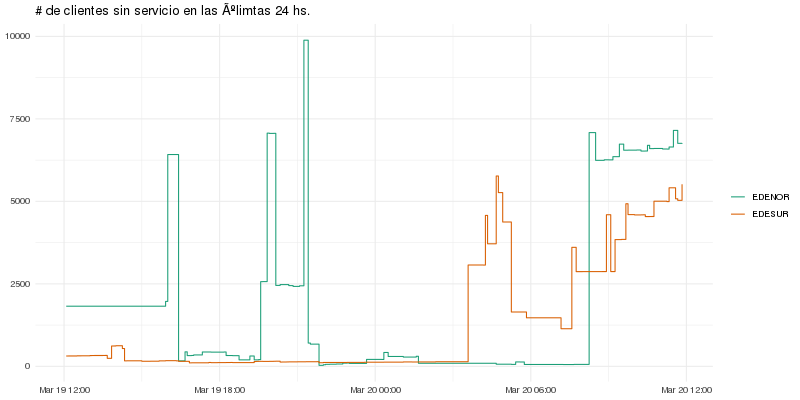 # de clientes sin servicio en las Ãºlimtas 24 hs.
10000
7500
5000
2500
0
Mar 19 12:00 Mar 19 18:00 Mar 20 00:00 Mar 20 06:00 Mar 20 12:00
EDENOR
EDESUR